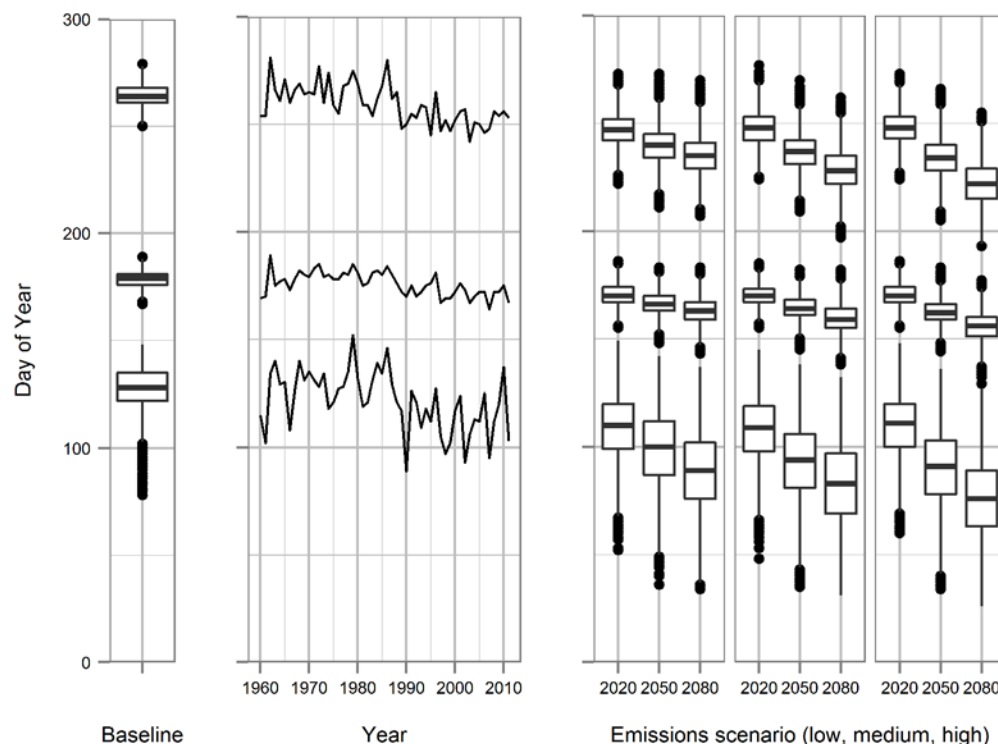 300
200
100
0
Day of Year
1960 1970 1980 1990 2000 2010
2020 2050 2080 2020 2050 2080 2020 2050 2080
Baseline
Year
Emissions scenario (low, medium, high)